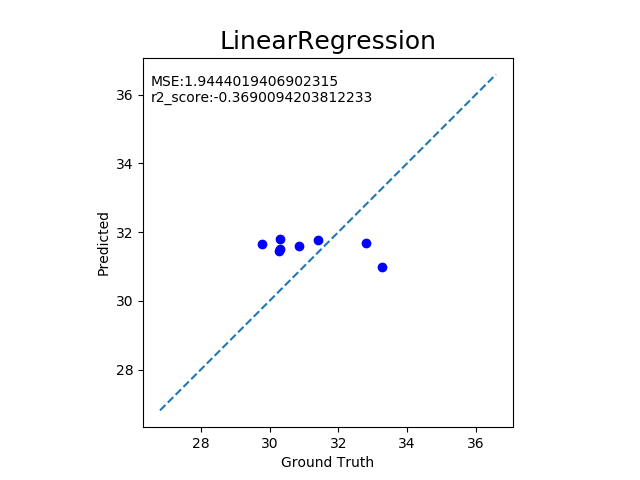 LinearRegression
MSE:1.9444019406902315
r2_score:-0.3690094203812233
36
34
32
30
28
Predicted
28 30 32 34 36
Ground Truth